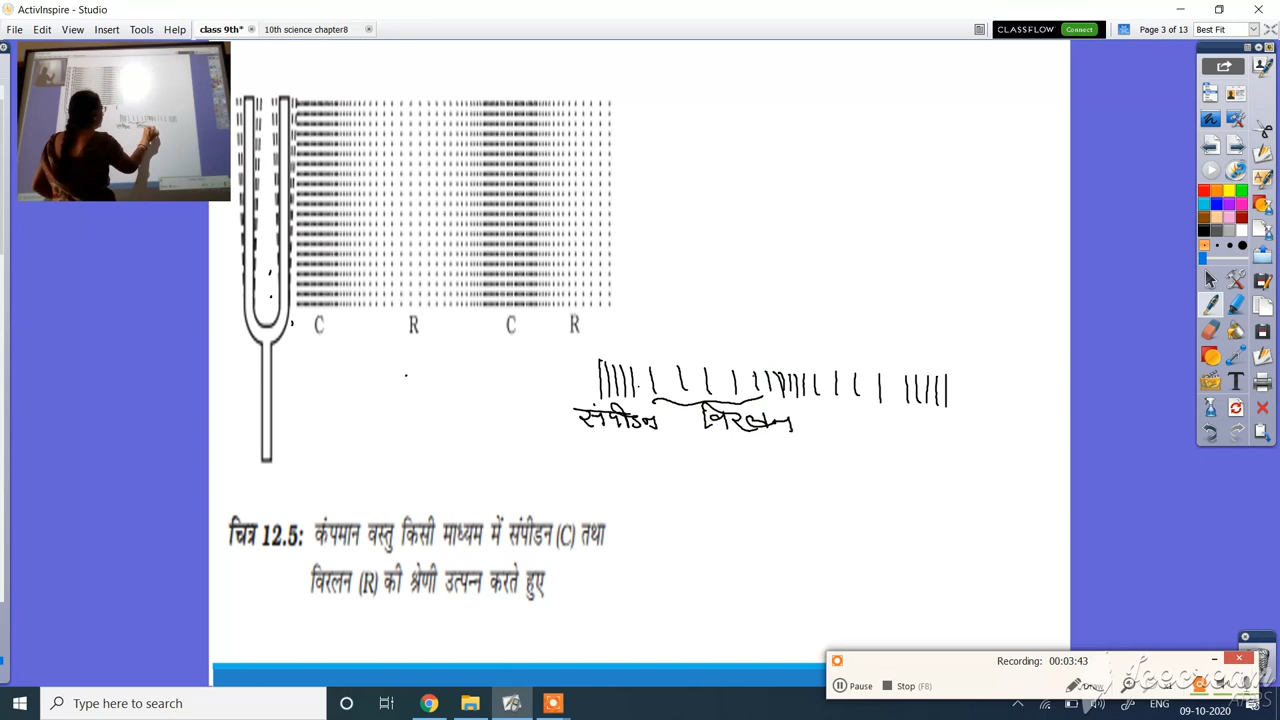 ActivInspire - Studio
File Edit View Insert Tools Help class 9th* 10th science chapter8 CLASSFLOW Connect Page 3 of 13 Best Fit
C R C R
संपीडन विरलन
चित्र 12.5: कंपमान वस्तु किसी माध्यम में संपीडन (C) तथा
विरलन (R) की श्रेणी उत्पन्न करते हुए
Recording: 00:03:43
Pause Stop (F8) Draw
Type here to search
ENG
09-10-2020